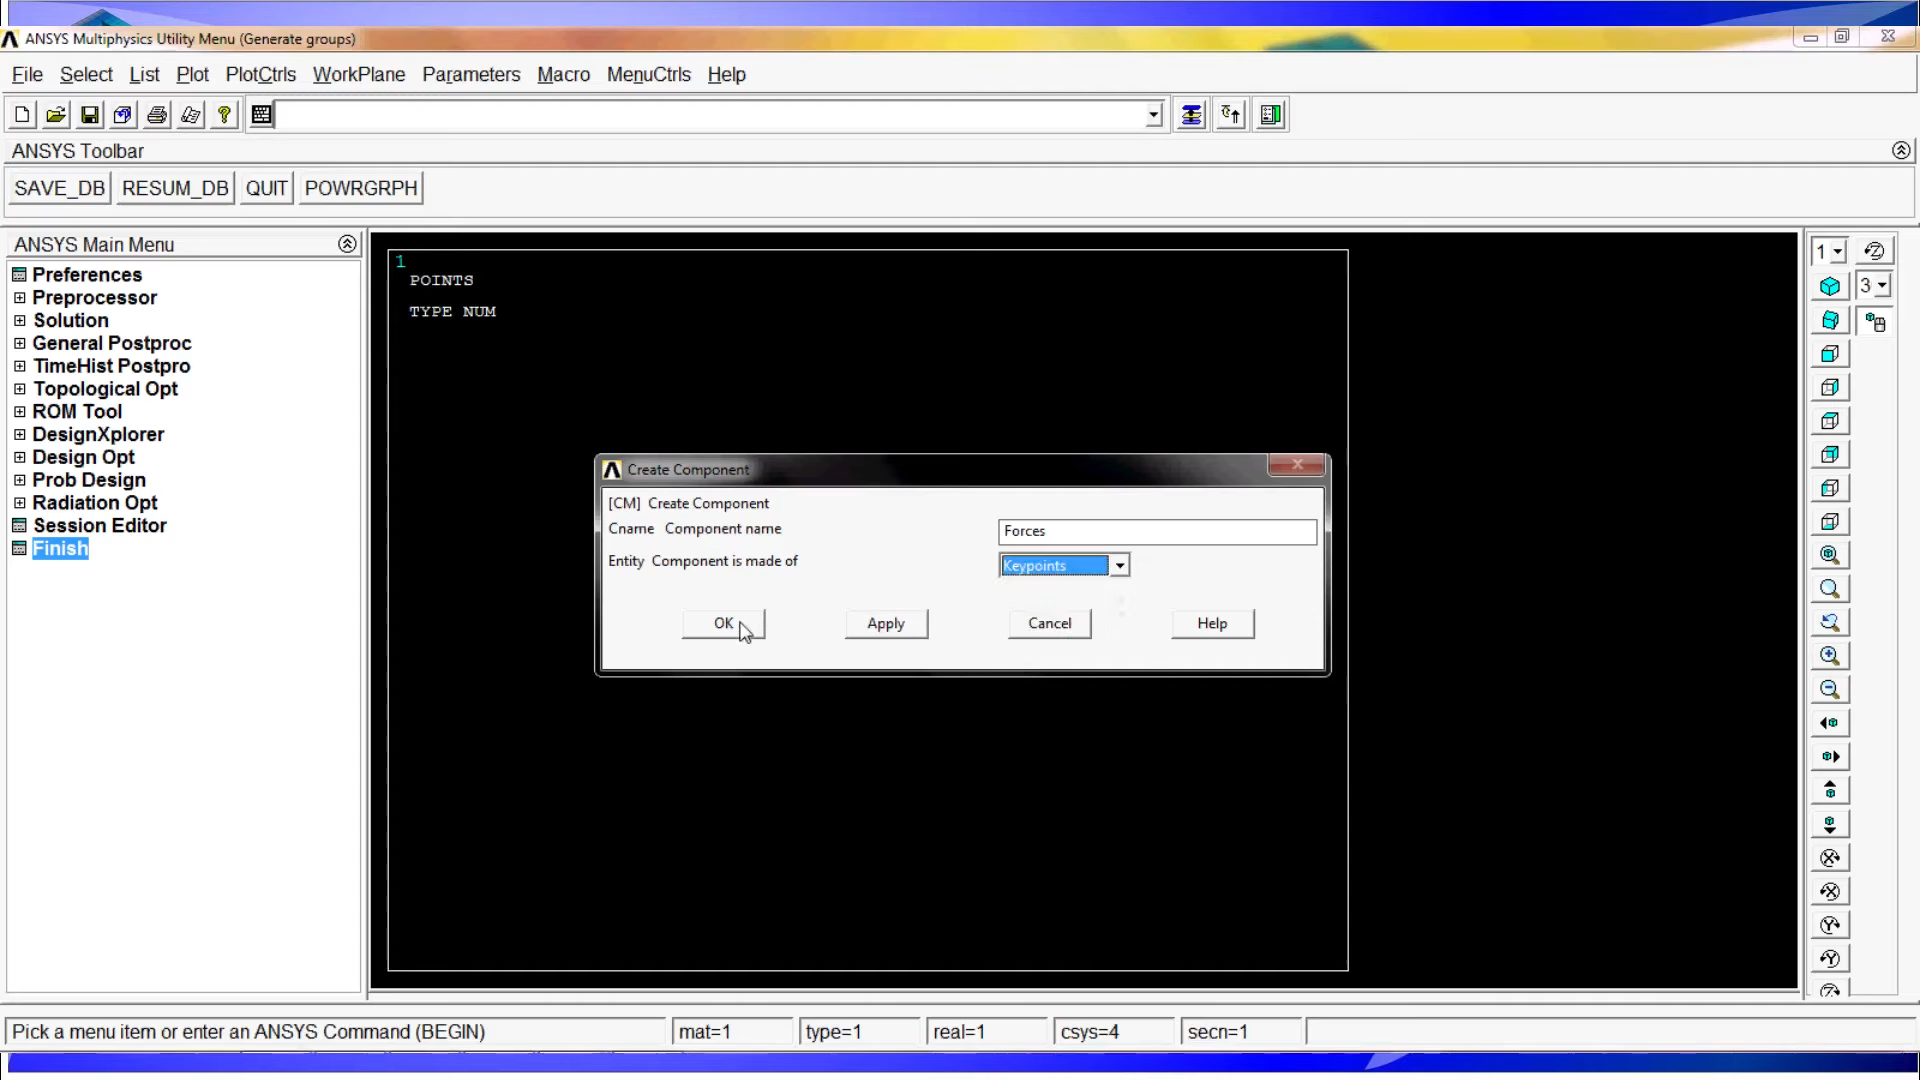 ANSYS Multiphysics Utility Menu (Generate groups)
File Select List Plot PlotCtrls WorkPlane Parameters Macro MenuCtrls Help
ANSYS Toolbar
SAVE_DB RESUM_DB QUIT POWRGRPH
ANSYS Main Menu
Preferences
Preprocessor
Solution
General Postproc
TimeHist Postpro
Topological Opt
ROM Tool
DesignXplorer
Design Opt
Prob Design
Radiation Opt
Session Editor
Finish
1
POINTS
TYPE NUM
Create Component
[CM] Create Component
Cname Component name Forces
Entity Component is made of Keypoints
OK Apply Cancel Help
1
3
Pick a menu item or enter an ANSYS Command (BEGIN) mat=1 type=1 real=1 csys=4 secn=1